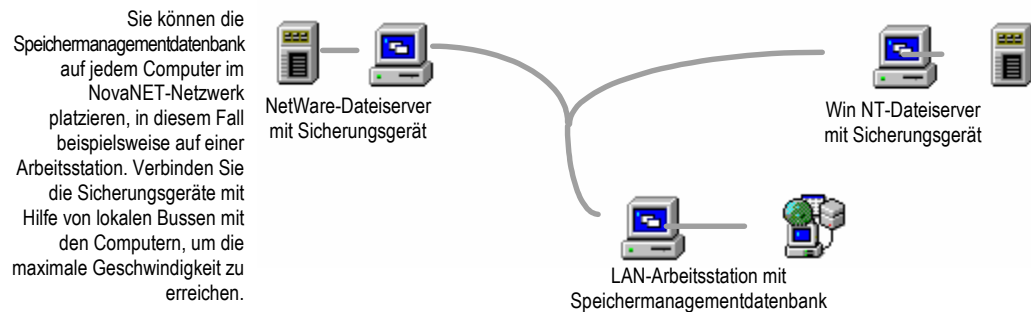 Sie können die
Speichermanagementdatenbank
auf jedem Computer im
NovaNET-Netzwerk
platzieren, in diesem Fall
beispielsweise auf einer
Arbeitsstation. Verbinden Sie
die Sicherungsgeräte mit
Hilfe von lokalen Bussen mit
den Computern, um die
maximale Geschwindigkeit zu
erreichen.
NetWare-Dateiserver
mit Sicherungsgerät
Win NT-Dateiserver
mit Sicherungsgerät
LAN-Arbeitsstation mit
Speichermanagementdatenbank